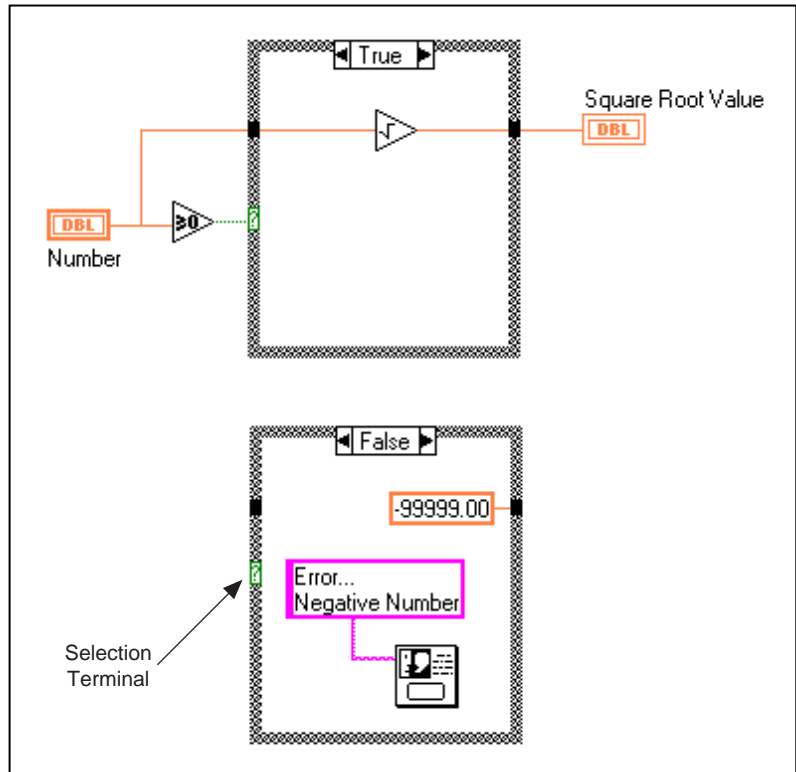 True
Square Root Value
DBL
DBL
≥0
?
Number
False
-99999.00
?
Error...
Negative Number
Selection
Terminal